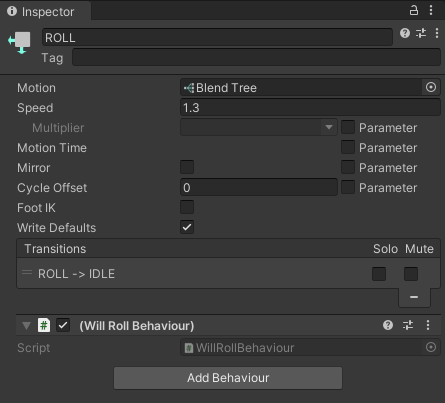 Inspector
ROLL
Tag
Motion Blend Tree
Speed 1.3
Multiplier Parameter
Motion Time Parameter
Mirror Parameter
Cycle Offset 0 Parameter
Foot IK
Write Defaults
Transitions Solo Mute
ROLL -> IDLE
# (Will Roll Behaviour)
Script # WillRollBehaviour
Add Behaviour